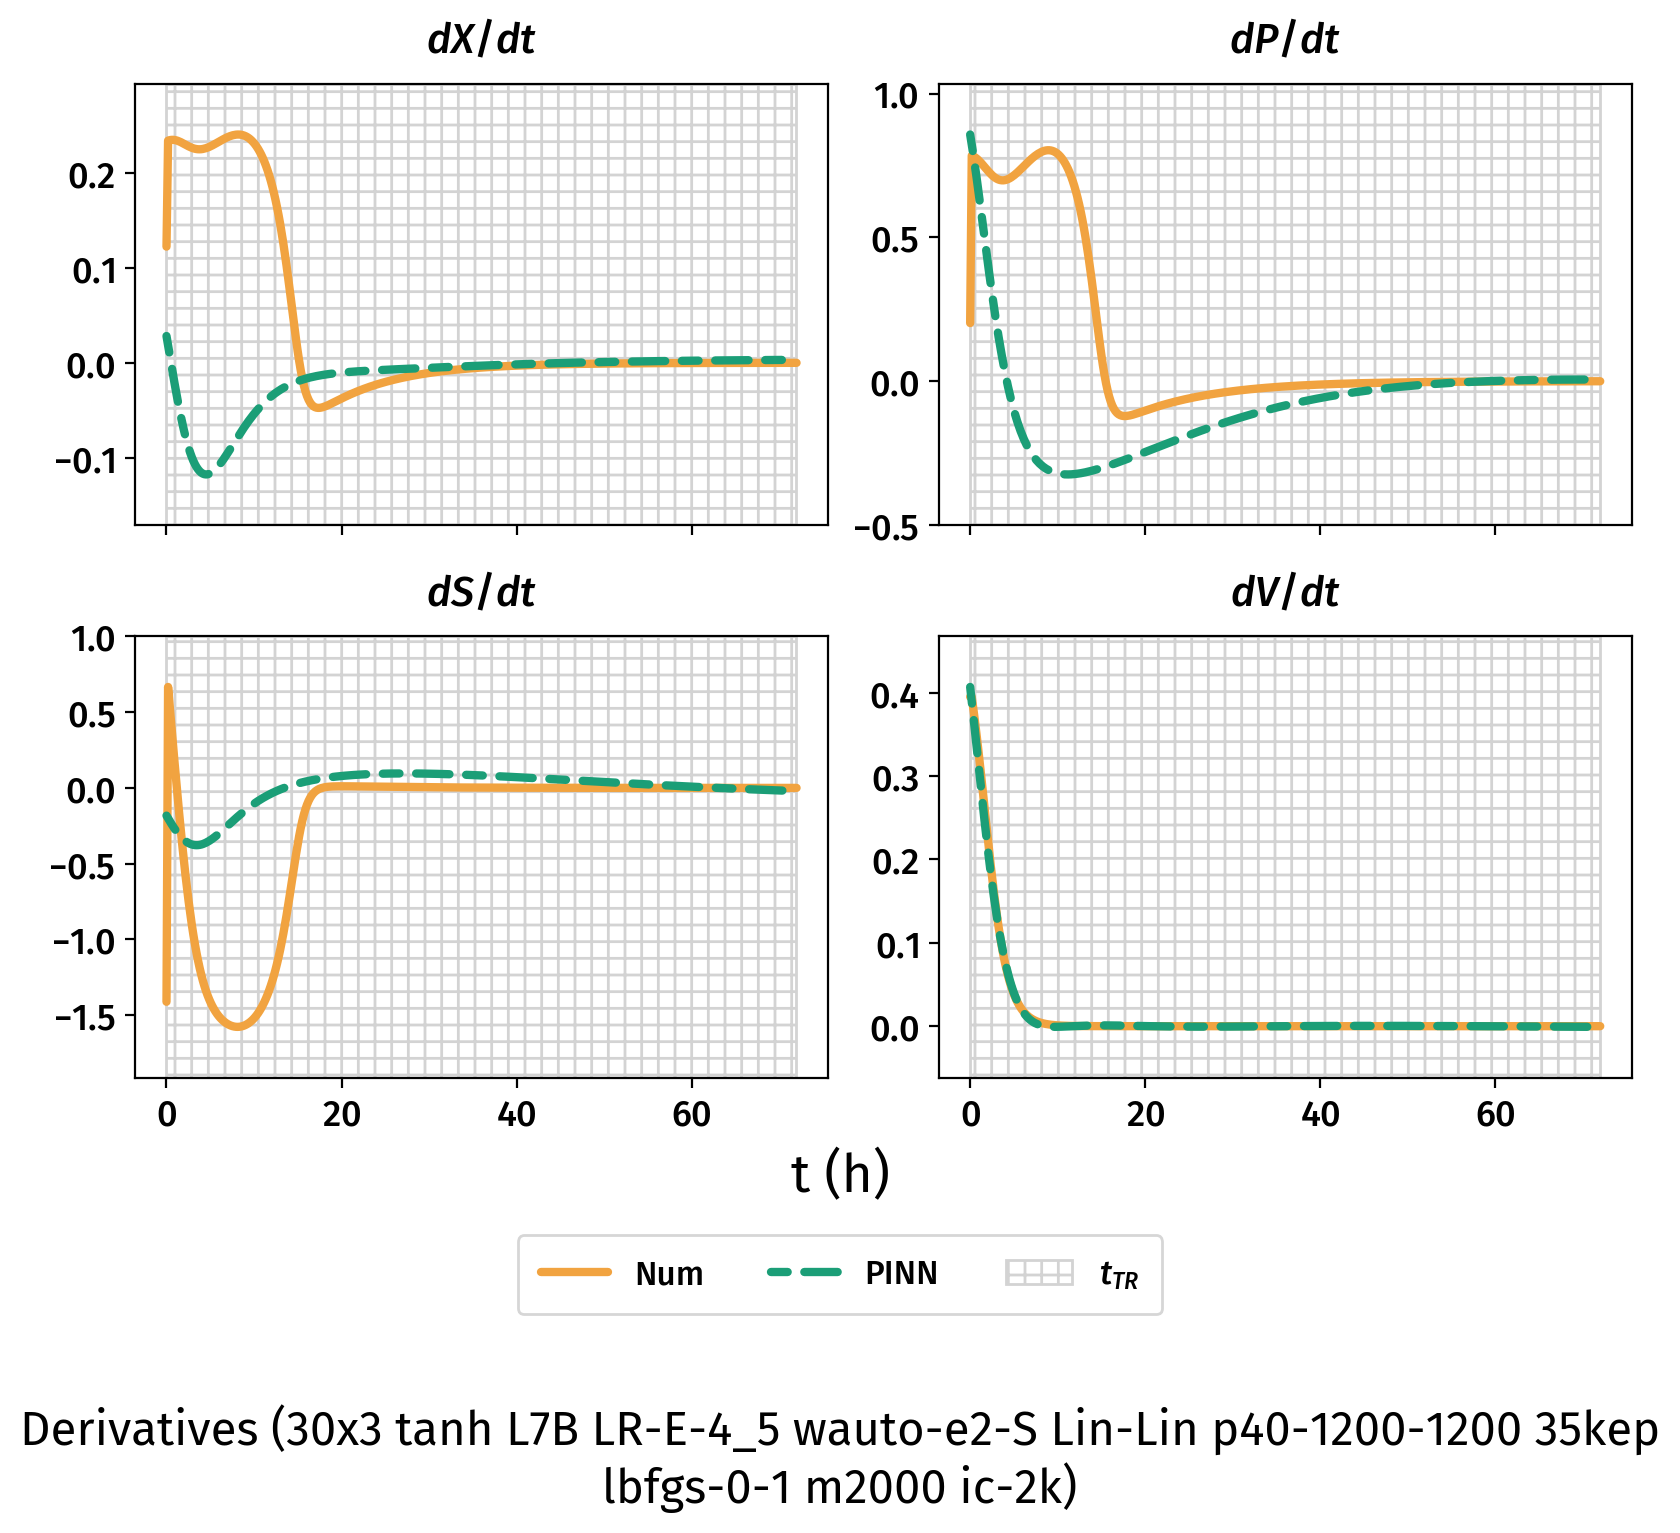 dX/dt
dP/dt
0.2
0.1
0.0
−0.1
1.0
0.5
0.0
−0.5
dS/dt
dV/dt
1.0
0.5
0.0
−0.5
−1.0
−1.5
0 20 40 60
0.4
0.3
0.2
0.1
0.0
0 20 40 60
t (h)
Num PINN tTR
Derivatives (30x3 tanh L7B LR-E-4_5 wauto-e2-S Lin-Lin p40-1200-1200 35kep
lbfgs-0-1 m2000 ic-2k)